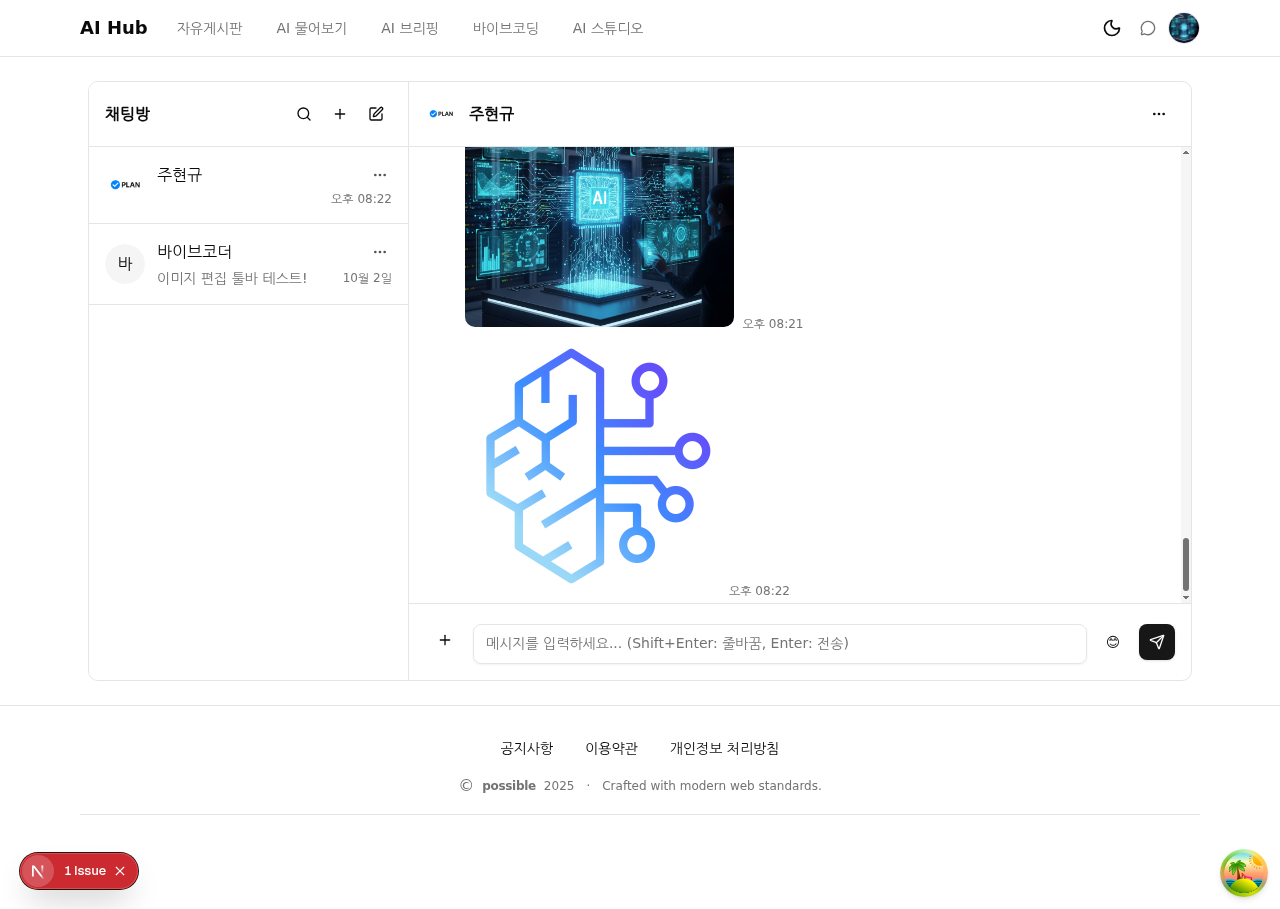 AI Hub 자유게시판 AI 물어보기 AI 브리핑 바이브코딩 AI 스튜디오
채팅방
PLAN 주현규
PLAN 주현규
오후 08:22
바 바이브코더
이미지 편집 툴바 테스트! 10월 2일
AI
오후 08:21
오후 08:22
메시지를 입력하세요... (Shift+Enter: 줄바꿈, Enter: 전송)
공지사항 이용약관 개인정보 처리방침
© possible 2025 · Crafted with modern web standards.
N 1 Issue